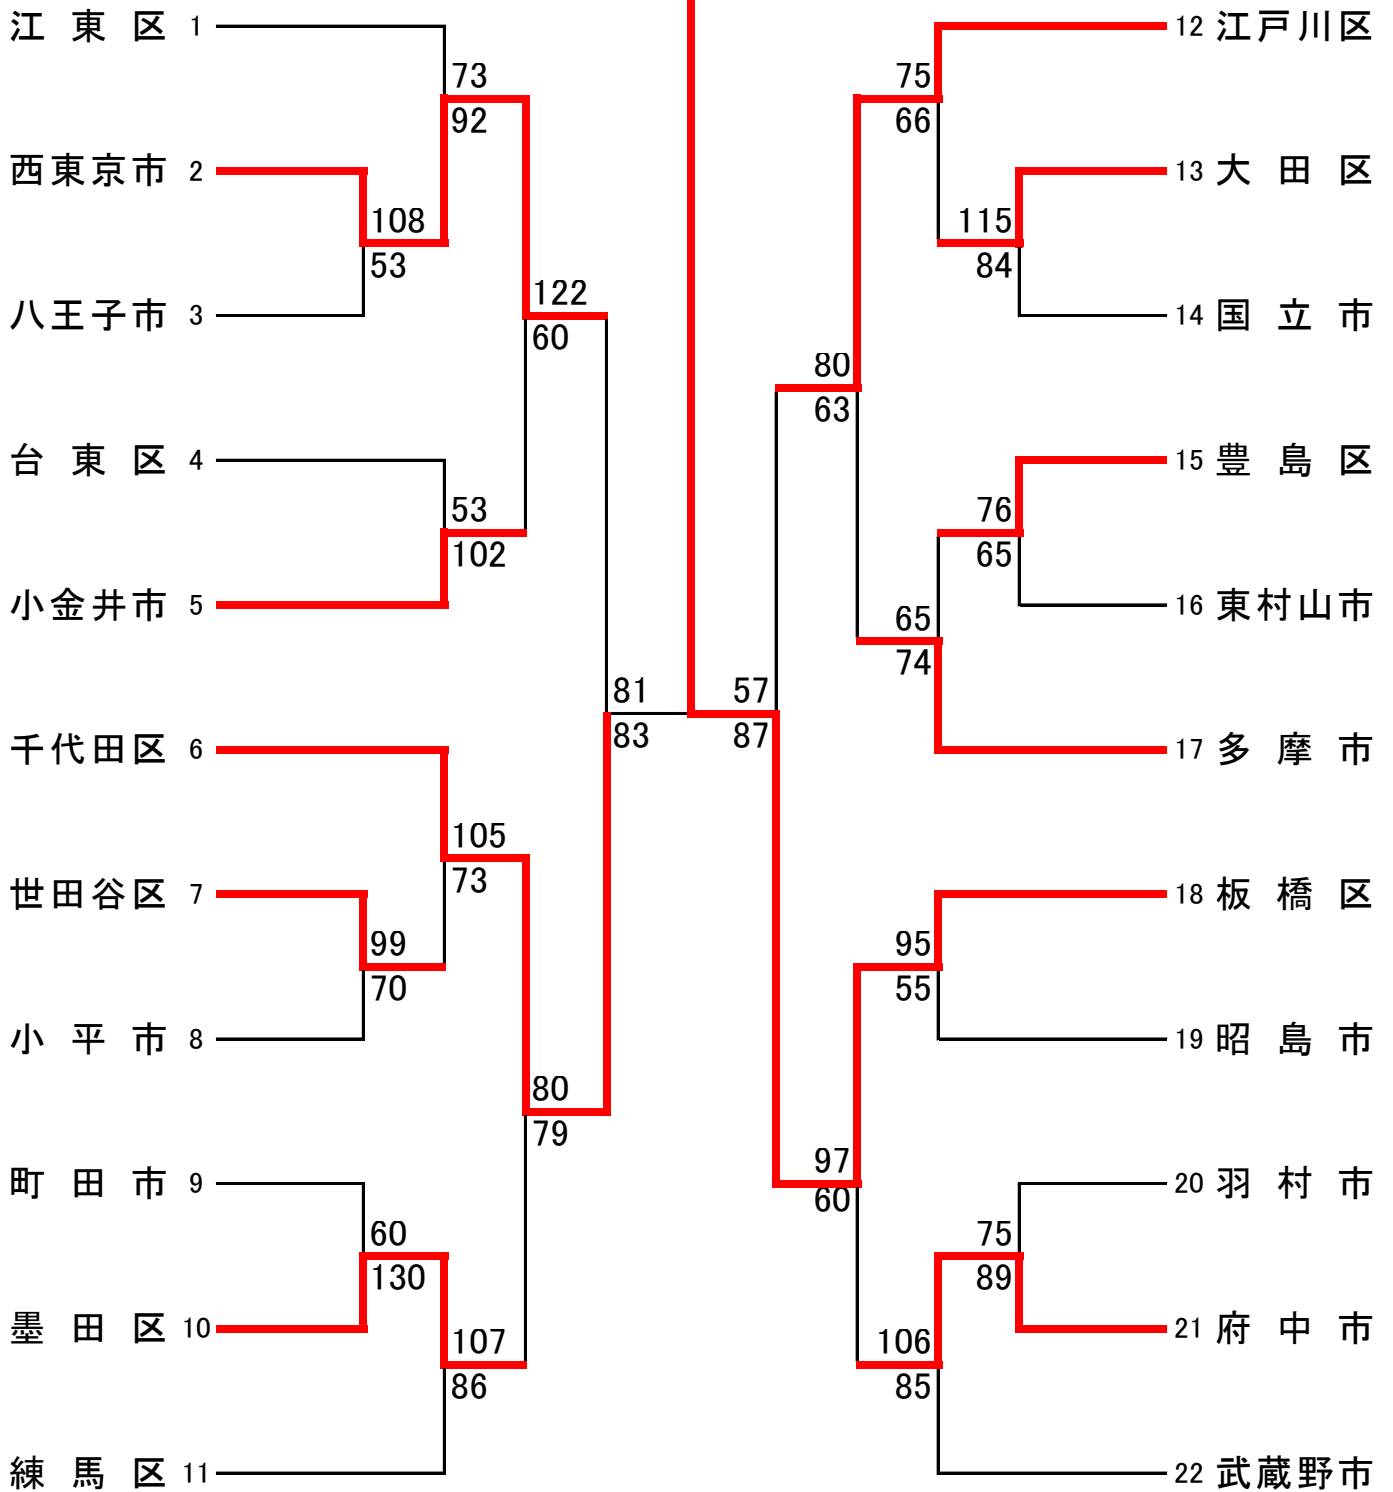 江東区 1
73
92
西東京市 2
108
53
八王子市 3
122
60
台東区 4
53
102
小金井市 5
81
83
千代田区 6
105
73
世田谷区 7
99
70
小平市 8
80
79
町田市 9
60
130
墨田区 10
107
86
練馬区 11
12 江戸川区
75
66
13 大田区
115
84
14 国立市
80
63
15 豊島区
76
65
16 東村山市
65
74
57
87
17 多摩市
18 板橋区
95
55
19 昭島市
97
60
20 羽村市
75
89
21 府中市
106
85
22 武蔵野市